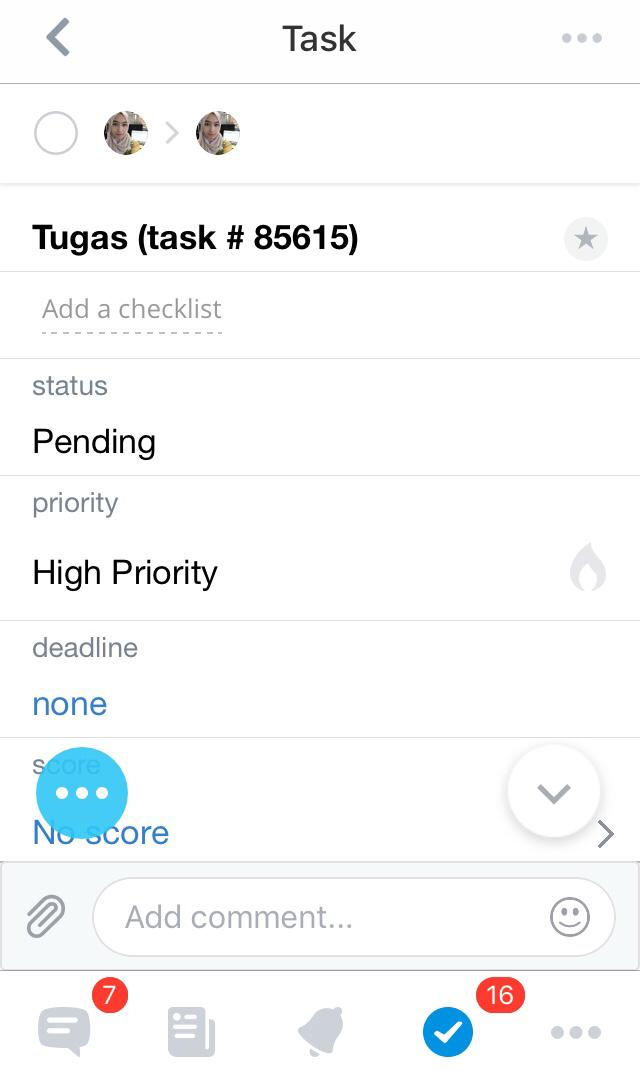 Task
Tugas (task # 85615)
Add a checklist
status
Pending
priority
High Priority
deadline
none
score
No score
Add comment...
7
16